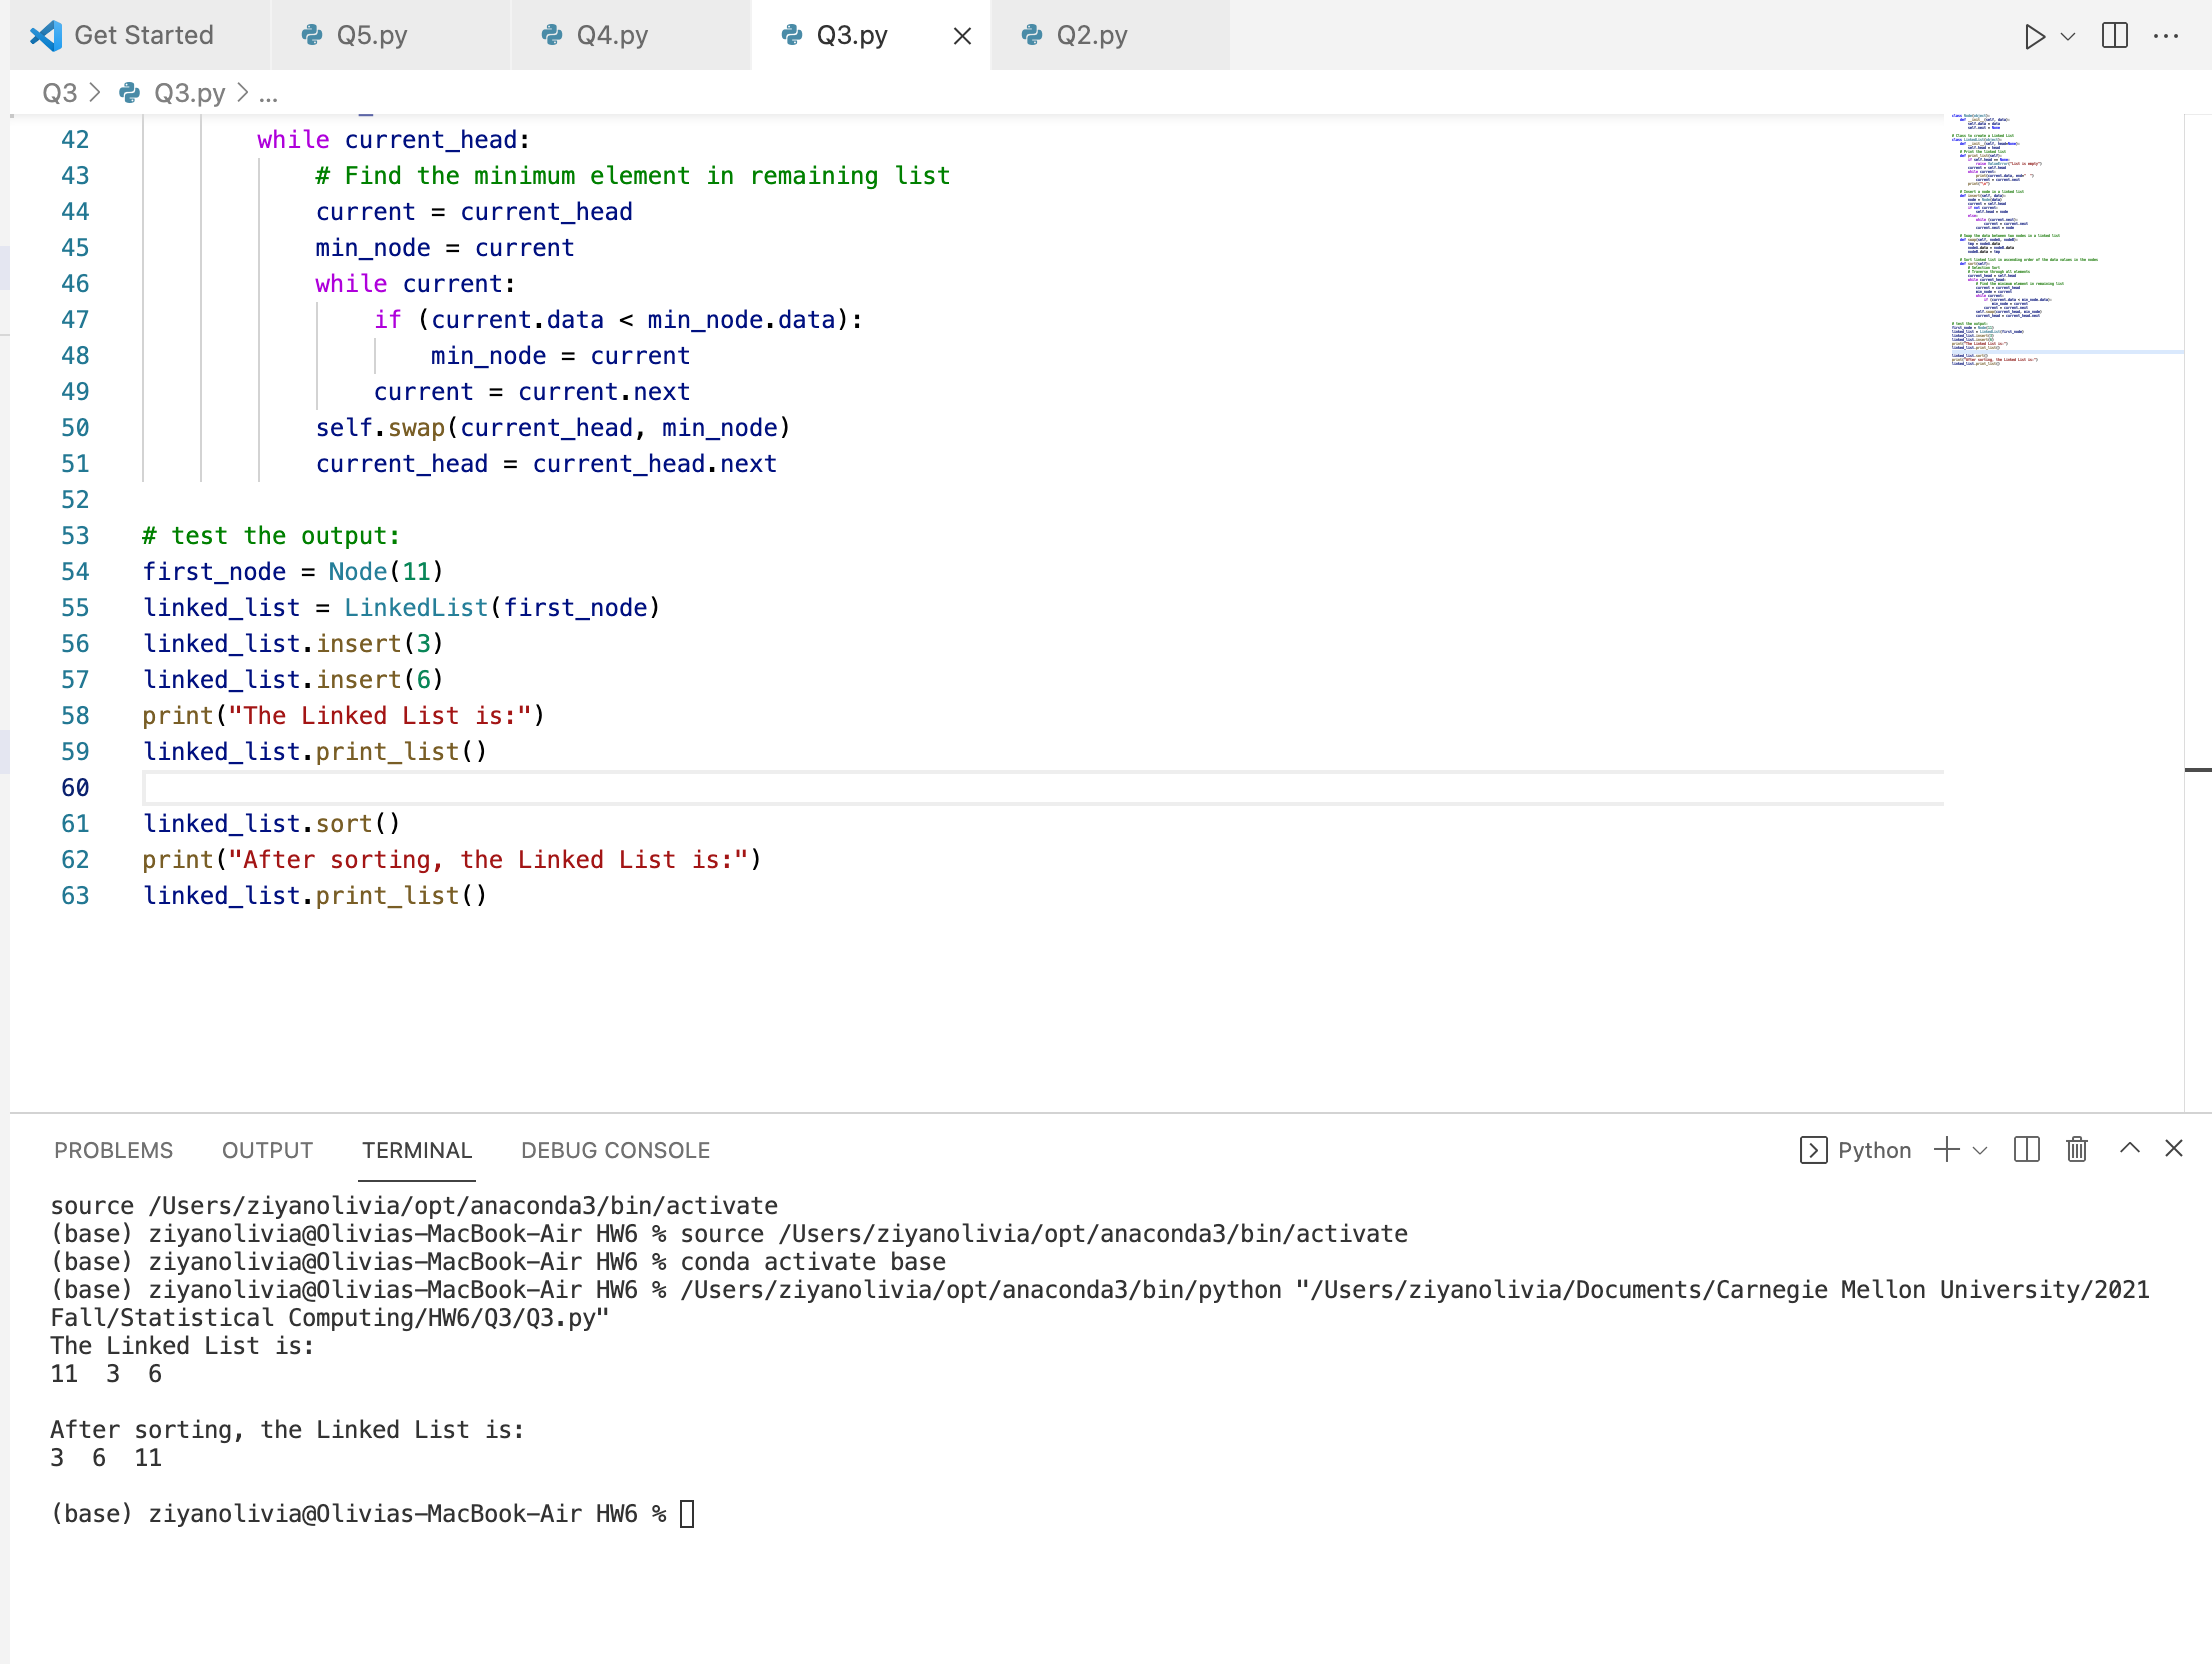 Get Started
Q5.py
Q4.py
Q3.py
Q2.py
Q3 > Q3.py > ...
42 while current_head:
43 # Find the minimum element in remaining list
44 current = current_head
45 min_node = current
46 while current:
47 if (current.data < min_node.data):
48 min_node = current
49 current = current.next
50 self.swap(current_head, min_node)
51 current_head = current_head.next
52
53 # test the output:
54 first_node = Node(11)
55 linked_list = LinkedList(first_node)
56 linked_list.insert(3)
57 linked_list.insert(6)
58 print("The Linked List is:")
59 linked_list.print_list()
60
61 linked_list.sort()
62 print("After sorting, the Linked List is:")
63 linked_list.print_list()
PROBLEMS OUTPUT TERMINAL DEBUG CONSOLE
Python
source /Users/ziyanolivia/opt/anaconda3/bin/activate
(base) ziyanolivia@Olivias-MacBook-Air HW6 % source /Users/ziyanolivia/opt/anaconda3/bin/activate
(base) ziyanolivia@Olivias-MacBook-Air HW6 % conda activate base
(base) ziyanolivia@Olivias-MacBook-Air HW6 % /Users/ziyanolivia/opt/anaconda3/bin/python "/Users/ziyanolivia/Documents/Carnegie Mellon University/2021
Fall/Statistical Computing/HW6/Q3/Q3.py"
The Linked List is:
11 3 6
After sorting, the Linked List is:
3 6 11
(base) ziyanolivia@Olivias-MacBook-Air HW6 %